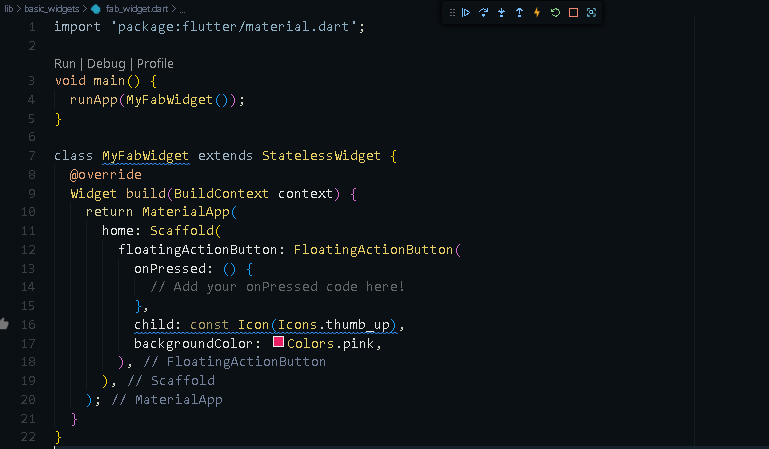 lib > basic_widgets > fab_widget.dart > ...
1 import 'package:flutter/material.dart';
2
Run | Debug | Profile
3 void main() {
4 runApp(MyFabWidget());
5 }
6
7 class MyFabWidget extends StatelessWidget {
8 @override
9 Widget build(BuildContext context) {
10 return MaterialApp(
11 home: Scaffold(
12 floatingActionButton: FloatingActionButton(
13 onPressed: () {
14 // Add your onPressed code here!
15 },
16 child: const Icon(Icons.thumb_up),
17 backgroundColor: Colors.pink,
18 ), // FloatingActionButton
19 ), // Scaffold
20 ); // MaterialApp
21 }
22 }